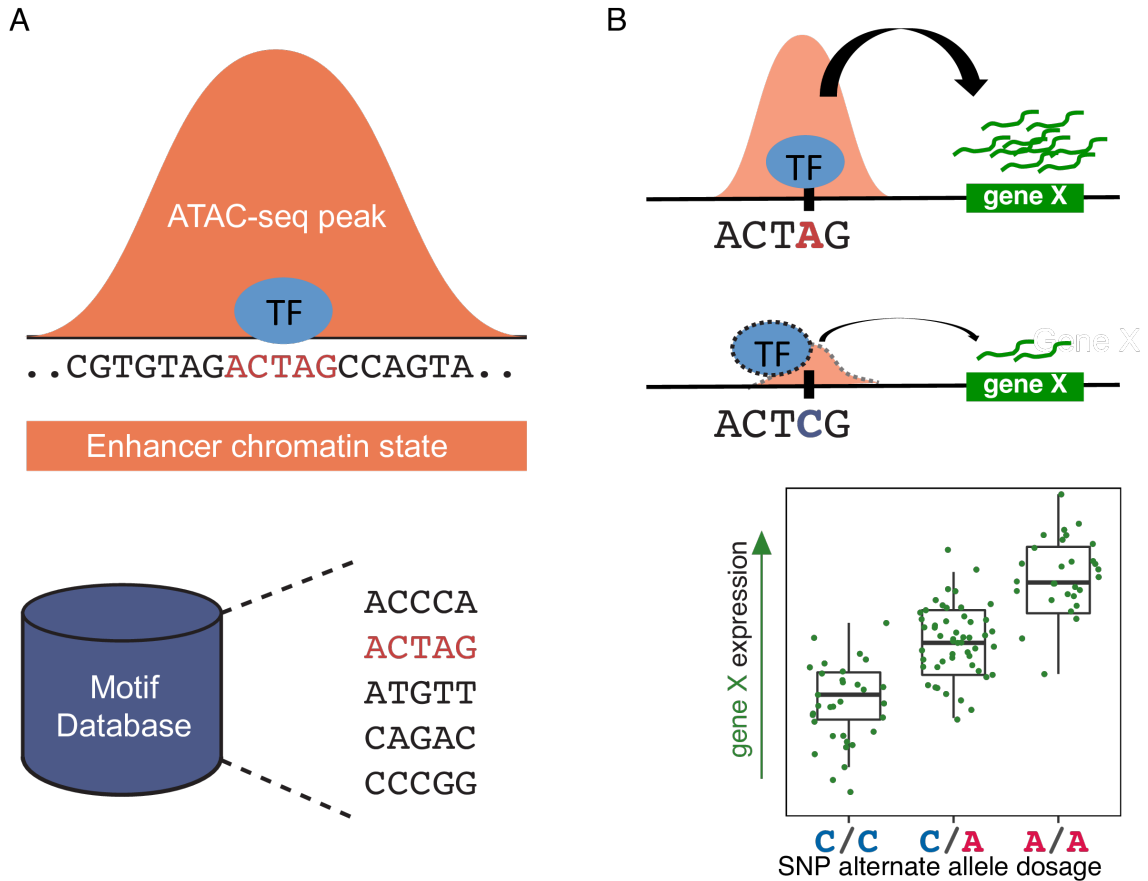 A
ATAC-seq peak
TF
..CGTGTAGACTAGCCAGTA..
Enhancer chromatin state
Motif
Database
ACCCA
ACTAG
ATGTT
CAGAC
CCCGG
B
TF
gene X
ACTAG
TF
Gene X
gene X
ACTCG
gene X expression
C/C C/A A/A
SNP alternate allele dosage